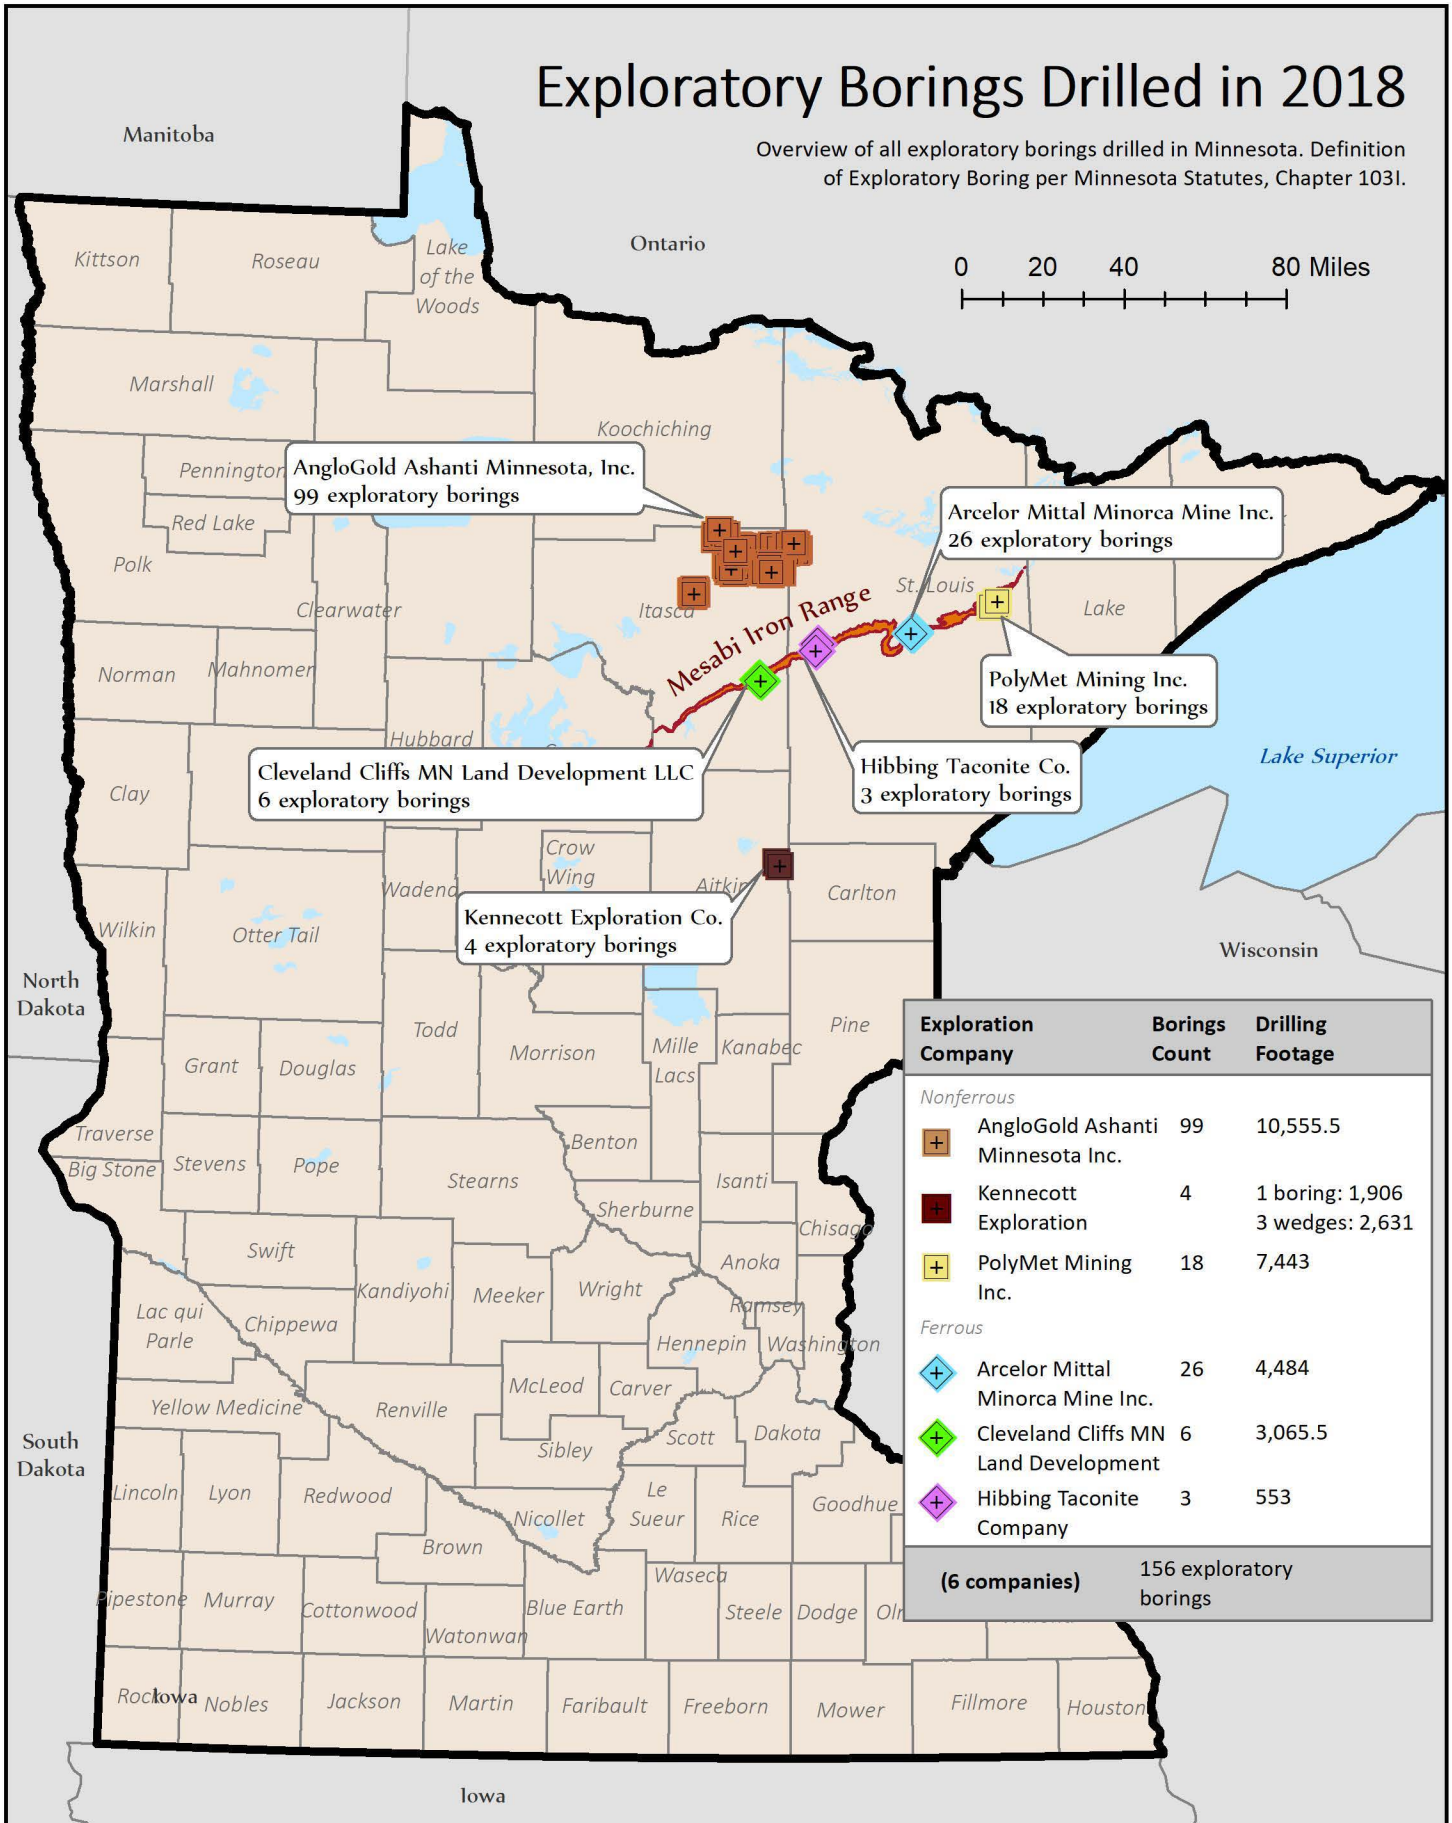 Exploratory Borings Drilled in 2018
Overview of all exploratory borings drilled in Minnesota. Definition
of Exploratory Boring per Minnesota Statutes, Chapter 103I.
Manitoba
Ontario
0 20 40 80 Miles
Kittson
Roseau
Lake
of the
Woods
Marshall
Koochiching
Pennington
AngloGold Ashanti Minnesota, Inc.
99 exploratory borings
Red Lake
Polk
Arcelor Mittal Minorca Mine Inc.
26 exploratory borings
Clearwater
Itasca
St. Louis
Lake
Mesabi Iron Range
Norman
Mahnomen
PolyMet Mining Inc.
18 exploratory borings
Hubbard
Cleveland Cliffs MN Land Development LLC
6 exploratory borings
Hibbing Taconite Co.
3 exploratory borings
Lake Superior
Clay
Crow
Wing
Wadena
Aitkin
Carlton
Kennecott Exploration Co.
4 exploratory borings
Wilkin
Otter Tail
Wisconsin
North
Dakota
Todd
Morrison
Mille
Lacs
Kanabec
Pine
Grant
Douglas
Traverse
Big Stone
Stevens
Pope
Stearns
Benton
Isanti
Sherburne
Chisago
Swift
Kandiyohi
Meeker
Wright
Anoka
Ramsey
Hennepin
Washington
Lac qui
Parle
Chippewa
McLeod
Carver
Yellow Medicine
Renville
Scott
Dakota
Sibley
South
Dakota
Lincoln
Lyon
Redwood
Nicollet
Le
Sueur
Rice
Goodhue
Brown
Waseca
Pipestone
Murray
Cottonwood
Watonwan
Blue Earth
Steele
Dodge
Rock
Iowa
Nobles
Jackson
Martin
Faribault
Freeborn
Mower
Fillmore
Houston
Iowa
Exploration
Company
Borings
Count
Drilling
Footage
Nonferrous
AngloGold Ashanti 99 10,555.5
Minnesota Inc.
Kennecott 4 1 boring: 1,906
Exploration 3 wedges: 2,631
PolyMet Mining 18 7,443
Inc.
Ferrous
Arcelor Mittal 26 4,484
Minorca Mine Inc.
Cleveland Cliffs MN 6 3,065.5
Land Development
Hibbing Taconite 3 553
Company
(6 companies) 156 exploratory
borings